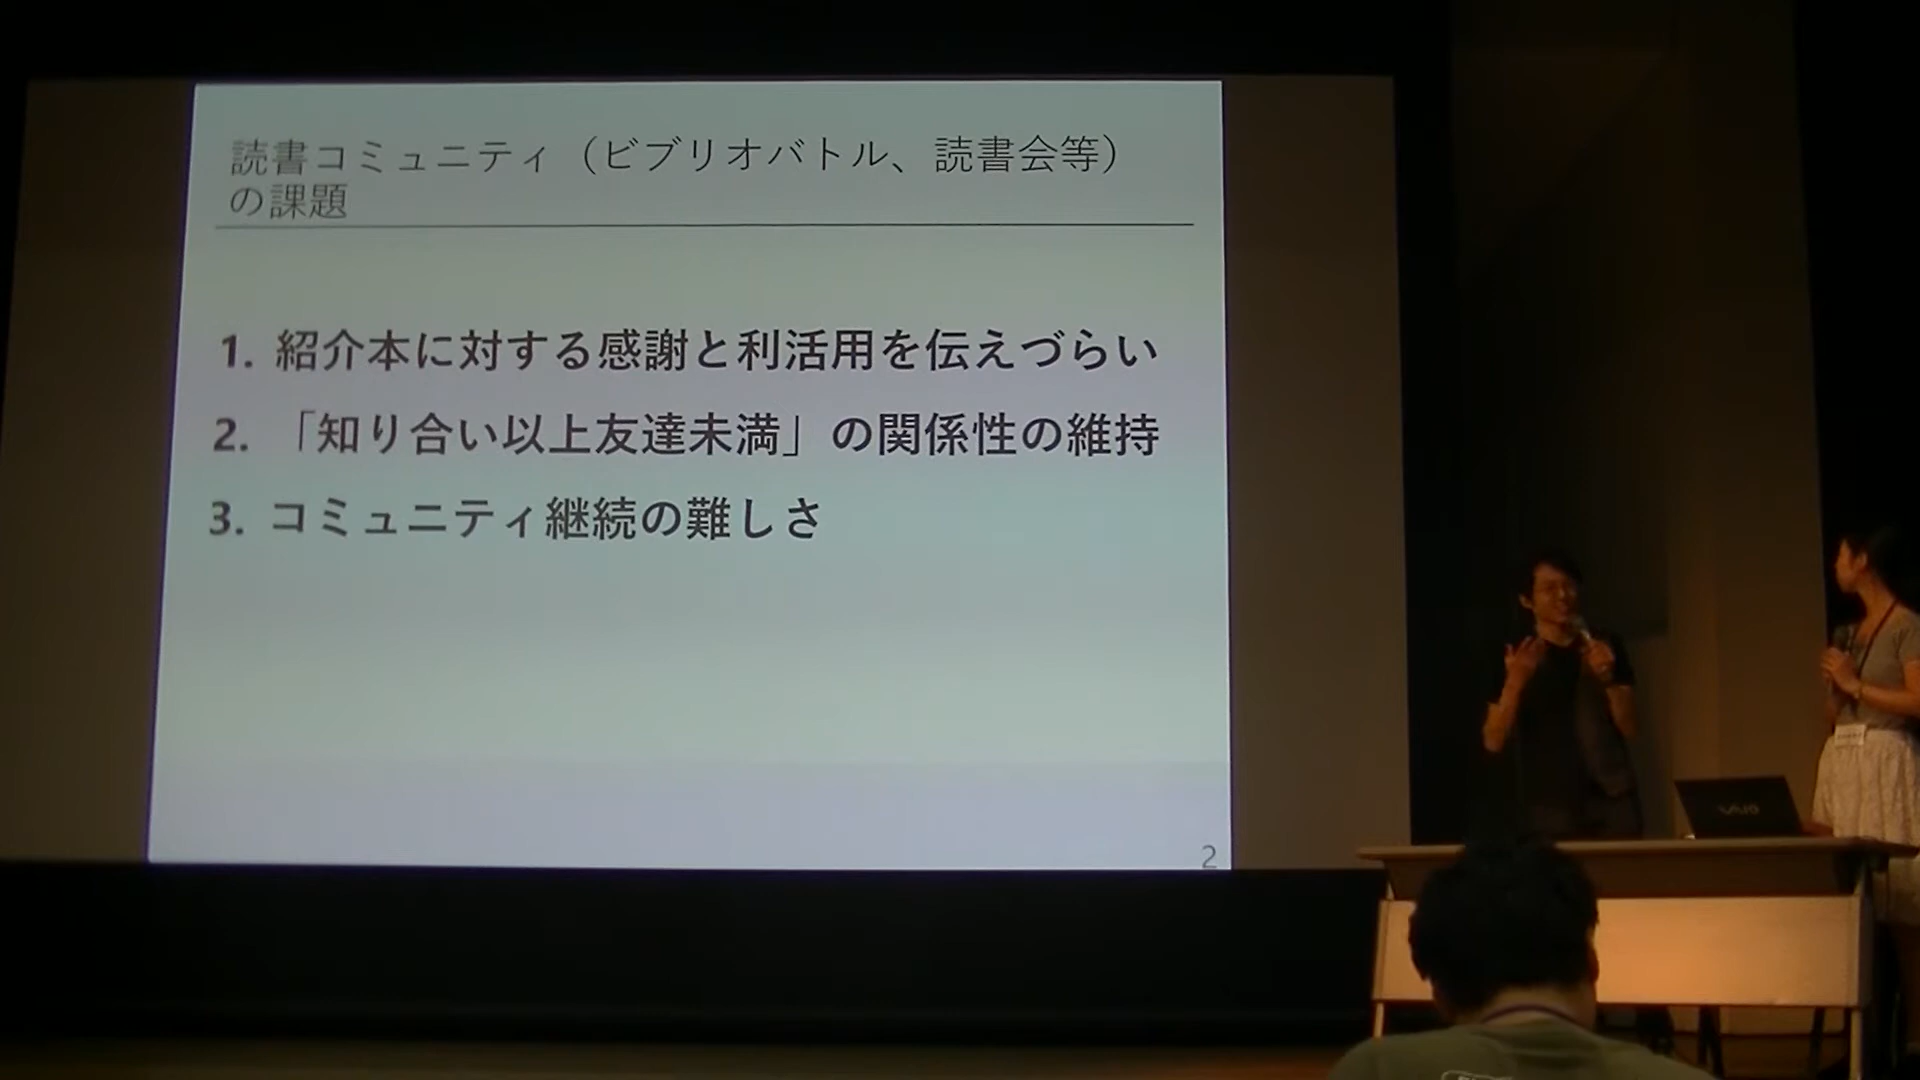 読書コミュニティ（ビブリオバトル、読書会等）
の課題
1. 紹介本に対する感謝と利活用を伝えづらい
2. 「知り合い以上友達未満」の関係性の維持
3. コミュニティ継続の難しさ
2
VAIO